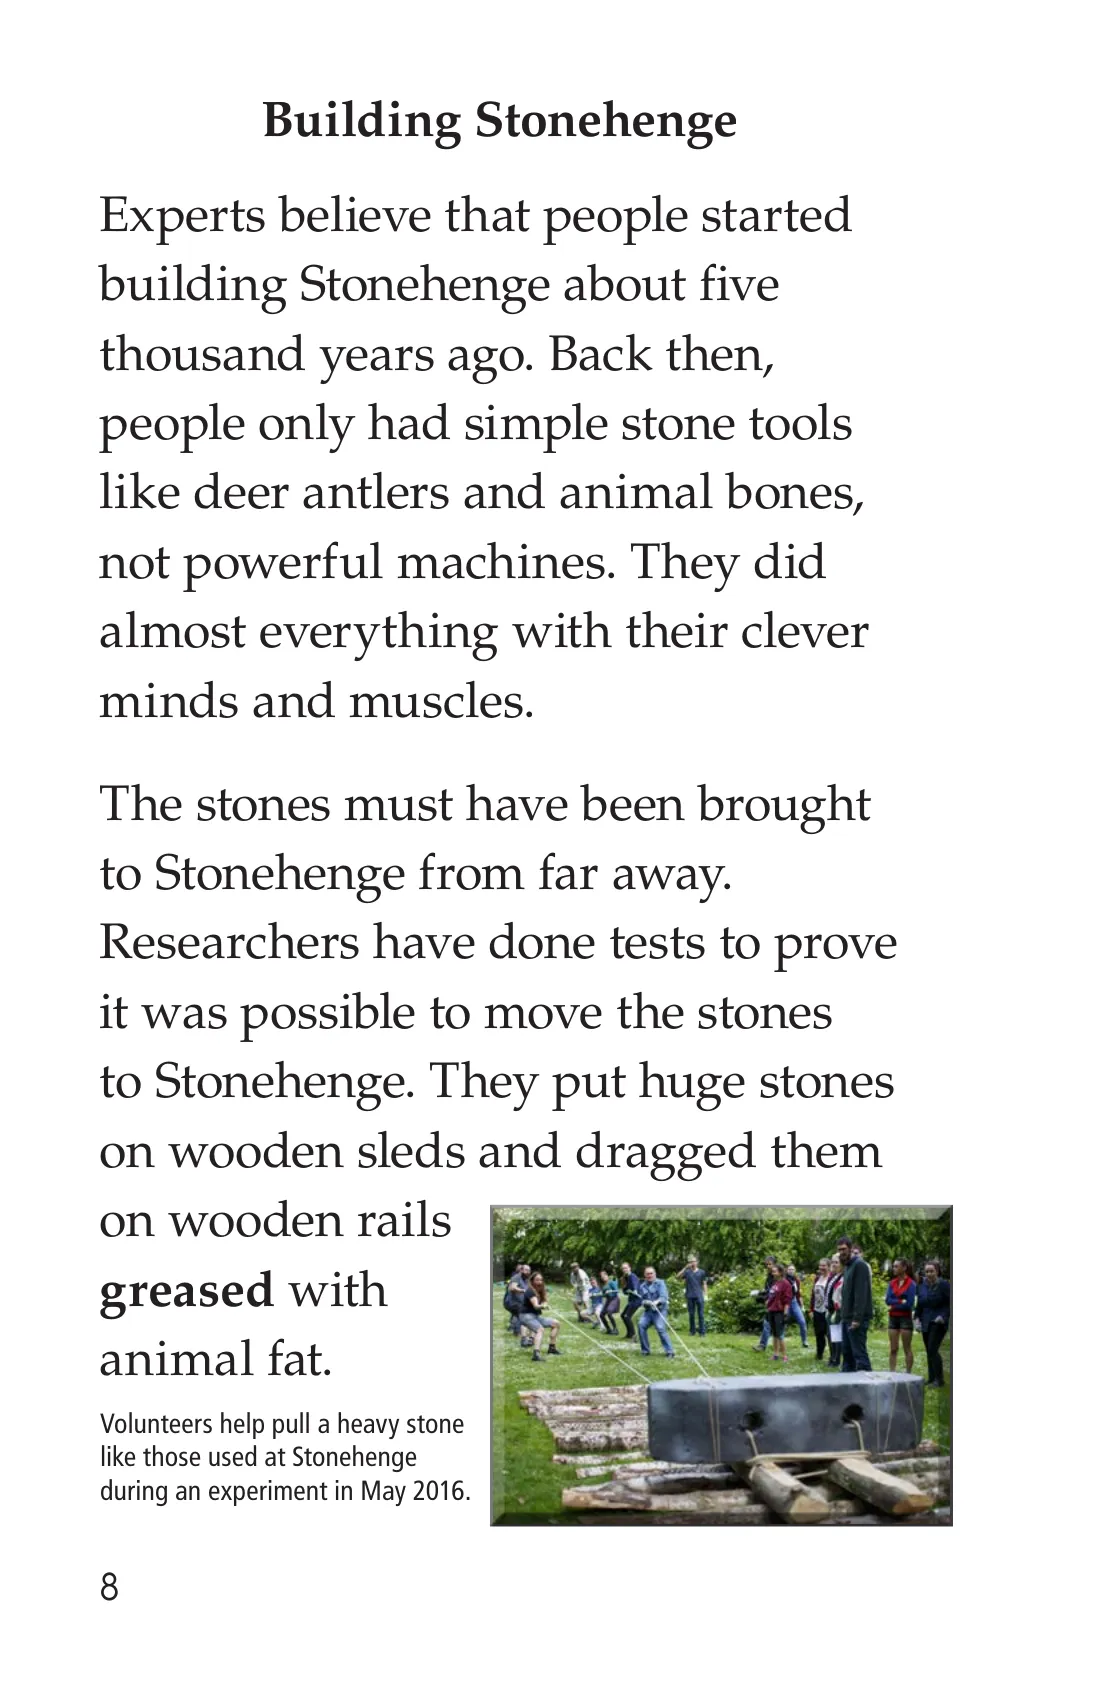 Building Stonehenge
Experts believe that people started
building Stonehenge about five
thousand years ago. Back then,
people only had simple stone tools
like deer antlers and animal bones,
not powerful machines. They did
almost everything with their clever
minds and muscles.
The stones must have been brought
to Stonehenge from far away.
Researchers have done tests to prove
it was possible to move the stones
to Stonehenge. They put huge stones
on wooden sleds and dragged them
on wooden rails
greased with
animal fat.
Volunteers help pull a heavy stone
like those used at Stonehenge
during an experiment in May 2016.
8